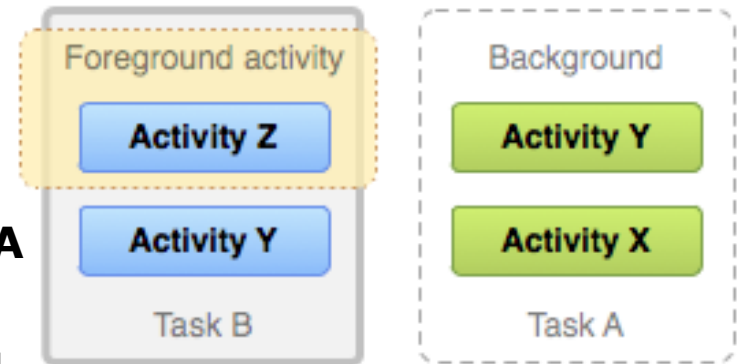 Foreground activity
Activity Z
Activity Y
Task B
Background
Activity Y
Activity X
Task A
A